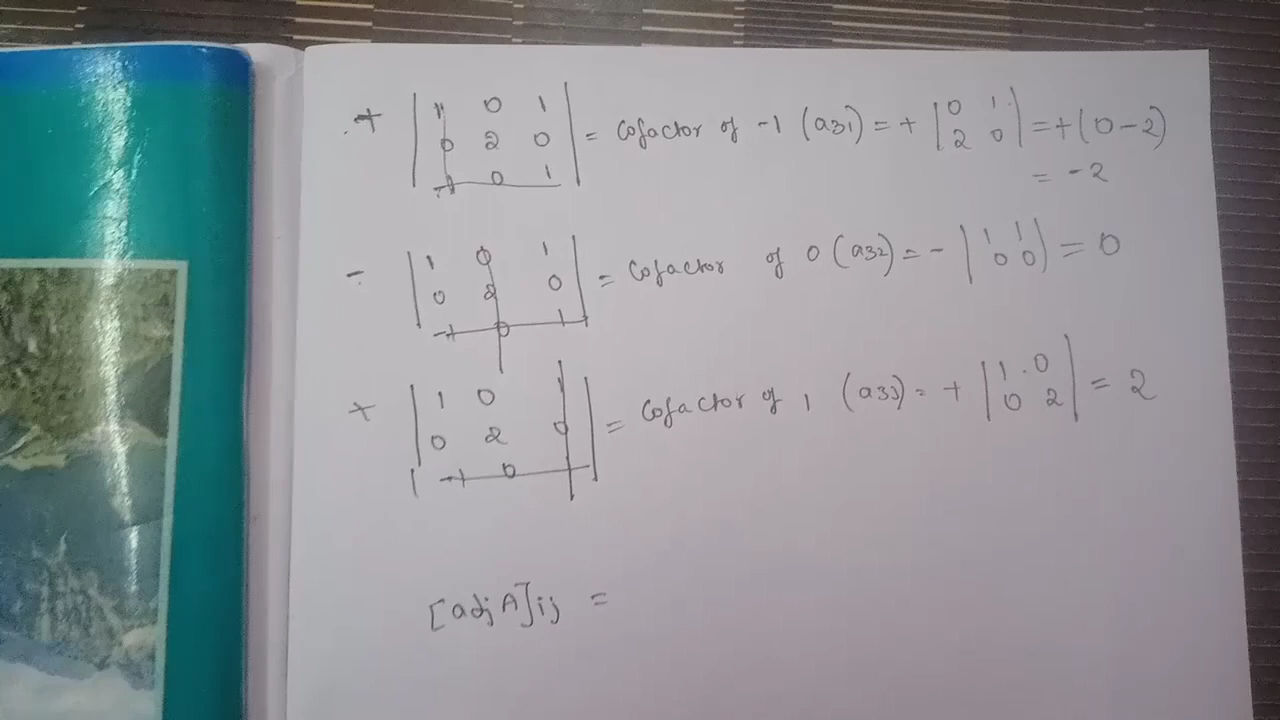 + | 1 0 1 | = Cofactor of -1 (a31) = + | 0 1 | = +(0-2)
| 0 2 0 | | 2 0 |
| -1 0 1 | = -2
- | 1 0 1 | = Cofactor of 0 (a32) = - | 1 1 | = 0
| 0 2 0 | | 0 0 |
| -1 0 1 |
+ | 1 0 | = Cofactor of 1 (a33) = + | 1 0 | = 2
| 0 2 0 | | 0 2 |
| -1 0 |
[adj A]ij =